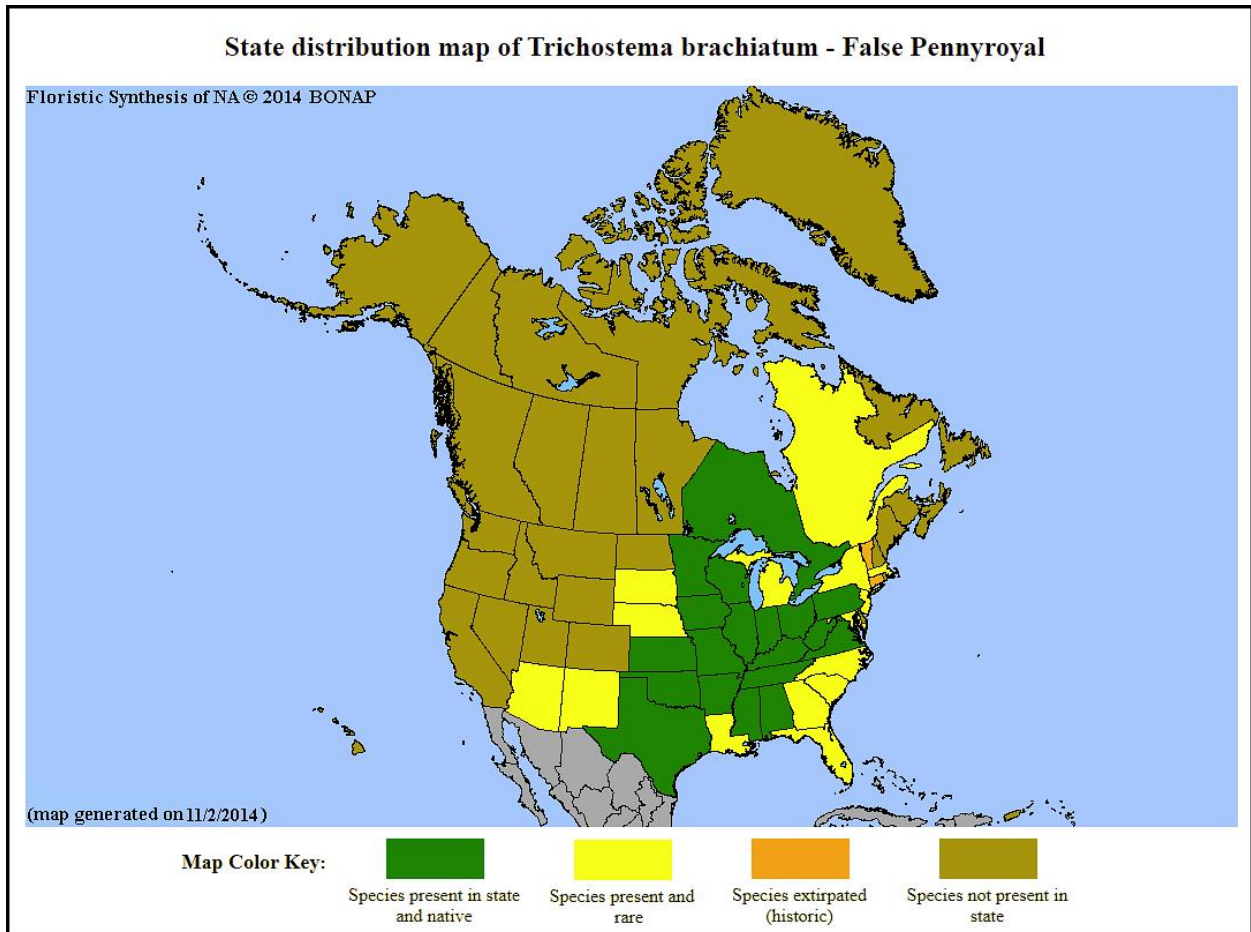 State distribution map of Trichostema brachiatum - False Pennyroyal
Floristic Synthesis of NA © 2014 BONAP
(map generated on 11/2/2014)
Map Color Key:
Species present in state
and native
Species present and
rare
Species extirpated
(historic)
Species not present in
state